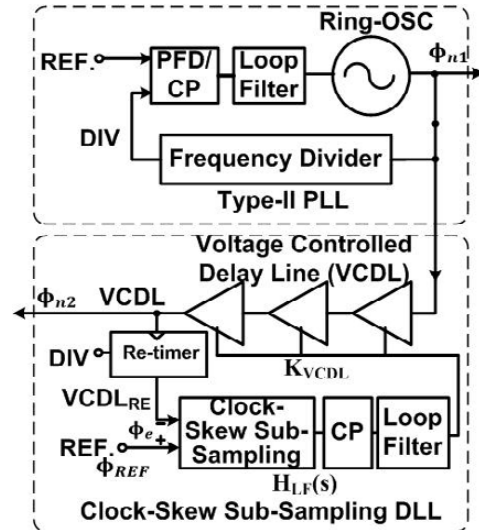 Ring-OSC
REF.
PFD/
CP
Loop
Filter
Φn1
DIV
Frequency Divider
Type-II PLL
Voltage Controlled
Delay Line (VCDL)
Φn2
VCDL
DIV
Re-timer
KVCDL
VCDLRE
Φe
-
+
REF.
ΦREF
Clock-
Skew Sub-
Sampling
CP
Loop
Filter
HLF(s)
Clock-Skew Sub-Sampling DLL